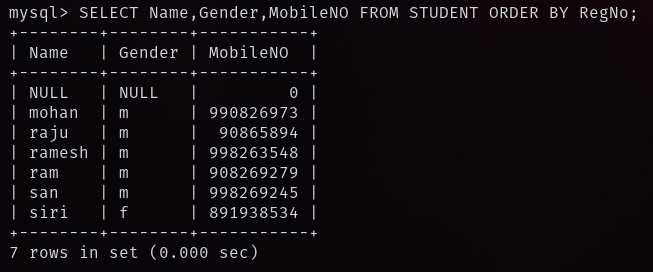 mysql> SELECT Name,Gender,MobileNO FROM STUDENT ORDER BY RegNo;
+--------+--------+-----------+
| Name   | Gender | MobileNO  |
+--------+--------+-----------+
| NULL   | NULL   |         0 |
| mohan  | m      | 990826973 |
| raju   | m      |  90865894 |
| ramesh | m      | 998263548 |
| ram    | m      | 908269279 |
| san    | m      | 998269245 |
| siri   | f      | 891938534 |
+--------+--------+-----------+
7 rows in set (0.000 sec)